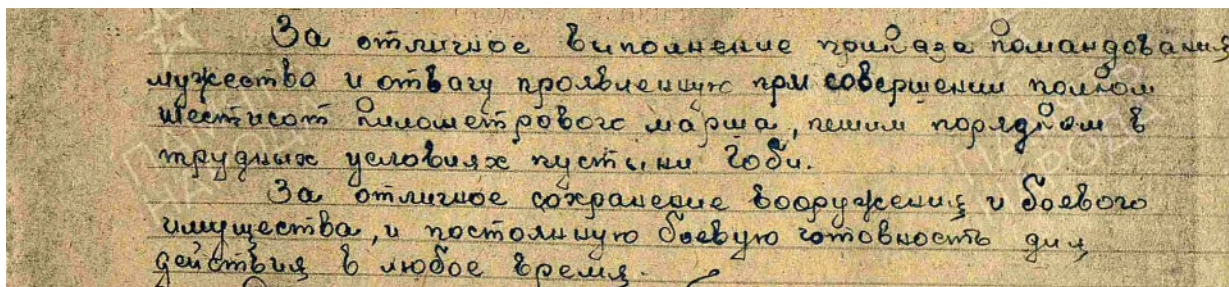 За отличное выполнение приказа командования
мужества и отвагу проявленную при совершении полком
шестисот километрового марша, пешим порядком в
трудных условиях пустыни Гоби.
За отличное сохранение вооружения и боевого
имущества, и постоянную боевую готовность для
действия в любое время.